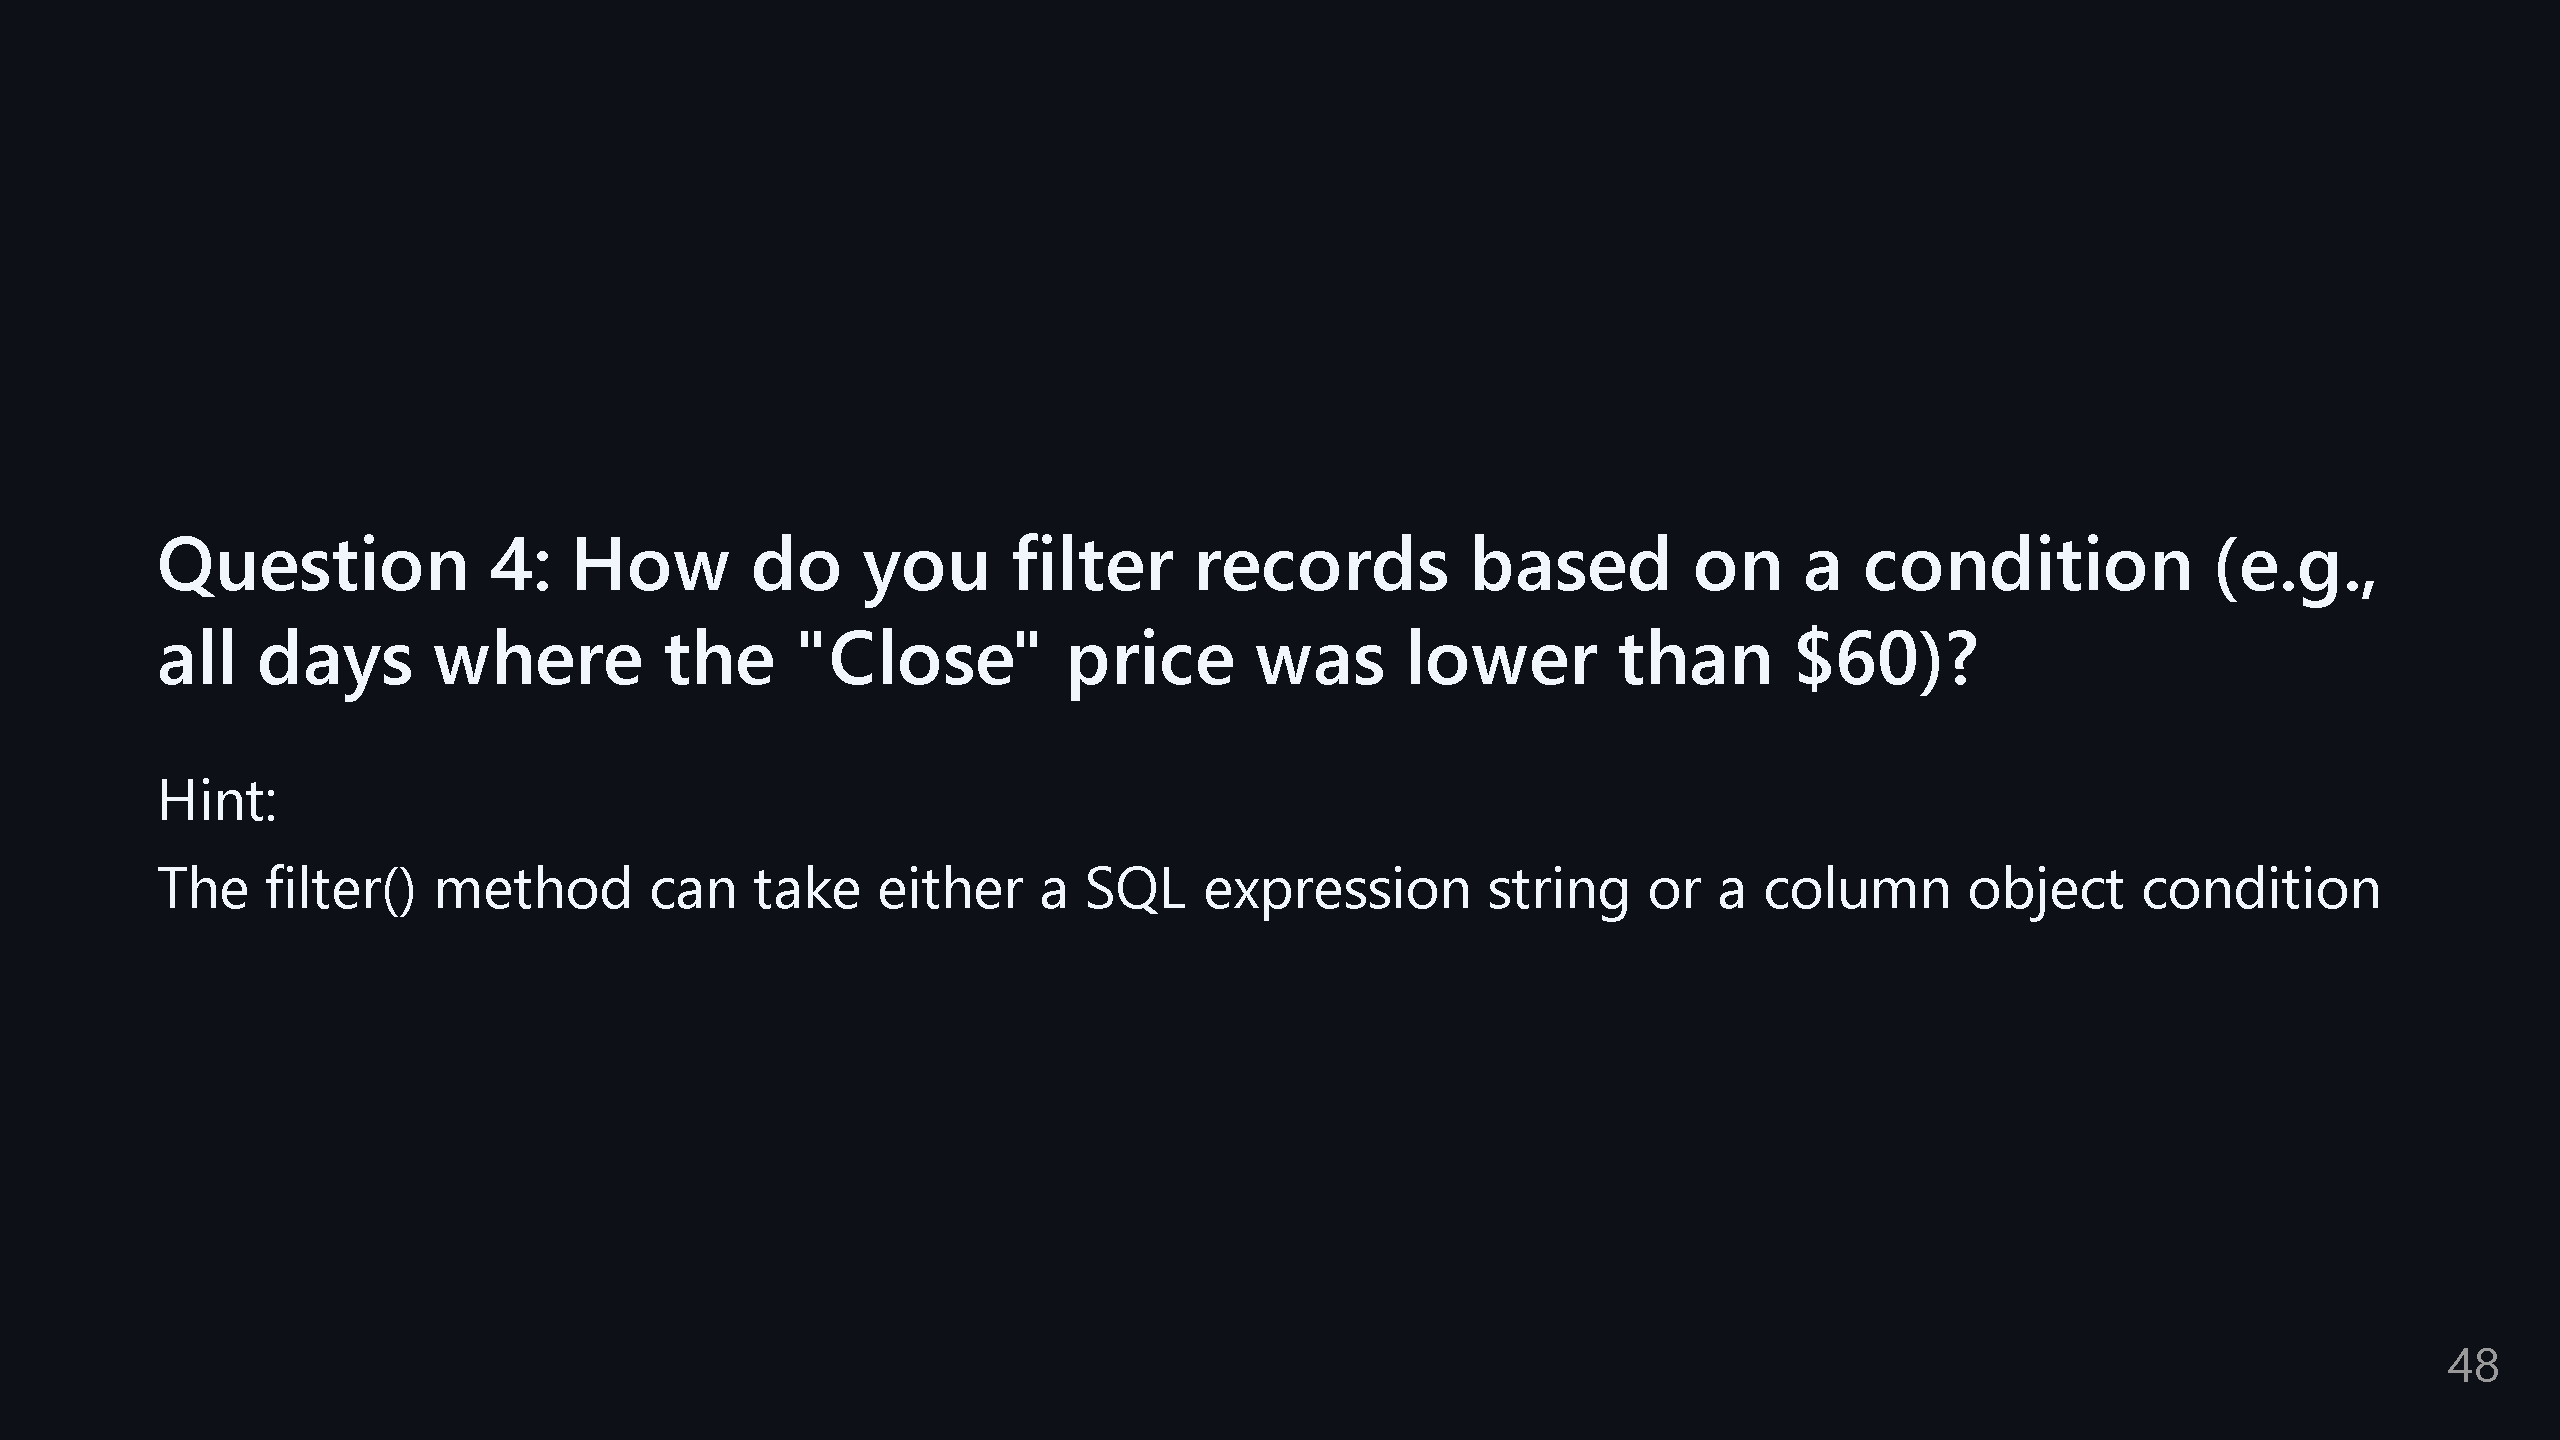 Question 4: How do you filter records based on a condition (e.g.,
all days where the "Close" price was lower than $60)?
Hint:
The filter() method can take either a SQL expression string or a column object condition
48